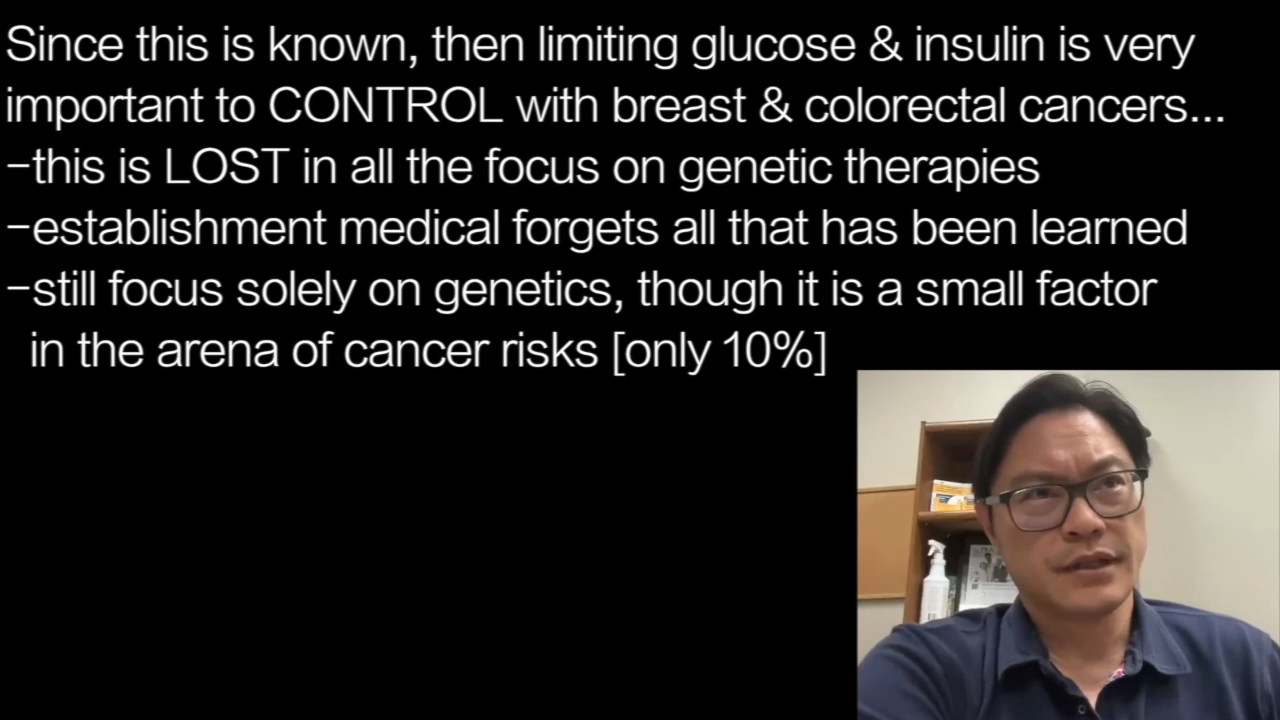 Since this is known, then limiting glucose & insulin is very
important to CONTROL with breast & colorectal cancers...
–this is LOST in all the focus on genetic therapies
–establishment medical forgets all that has been learned
–still focus solely on genetics, though it is a small factor
in the arena of cancer risks [only 10%]